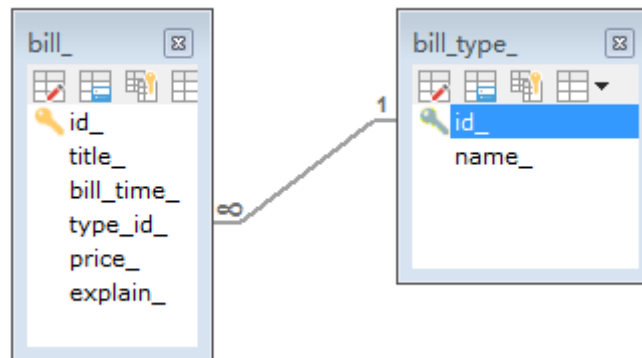 bill_
id_
title_
bill_time_
type_id_
price_
explain_
∞
1
bill_type_
id_
name_